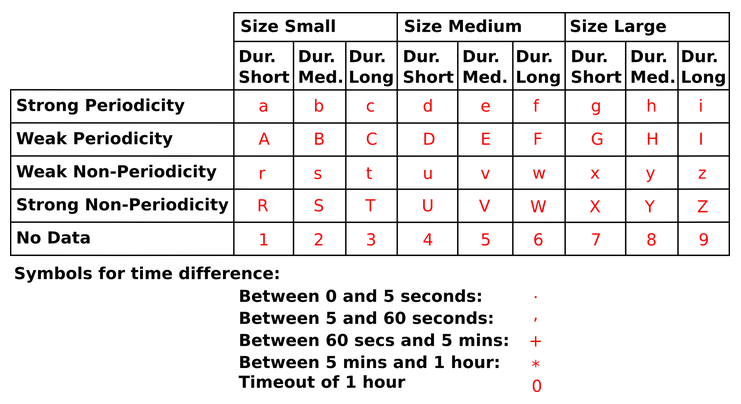 Size Small Size Medium Size Large
Dur. Short Dur. Med. Dur. Long Dur. Short Dur. Med. Dur. Long Dur. Short Dur. Med. Dur. Long
Strong Periodicity a b c d e f g h i
Weak Periodicity A B C D E F G H I
Weak Non-Periodicity r s t u v w x y z
Strong Non-Periodicity R S T U V W X Y Z
No Data 1 2 3 4 5 6 7 8 9
Symbols for time difference:
Between 0 and 5 seconds: .
Between 5 and 60 seconds: ,
Between 60 secs and 5 mins: +
Between 5 mins and 1 hour: *
Timeout of 1 hour 0